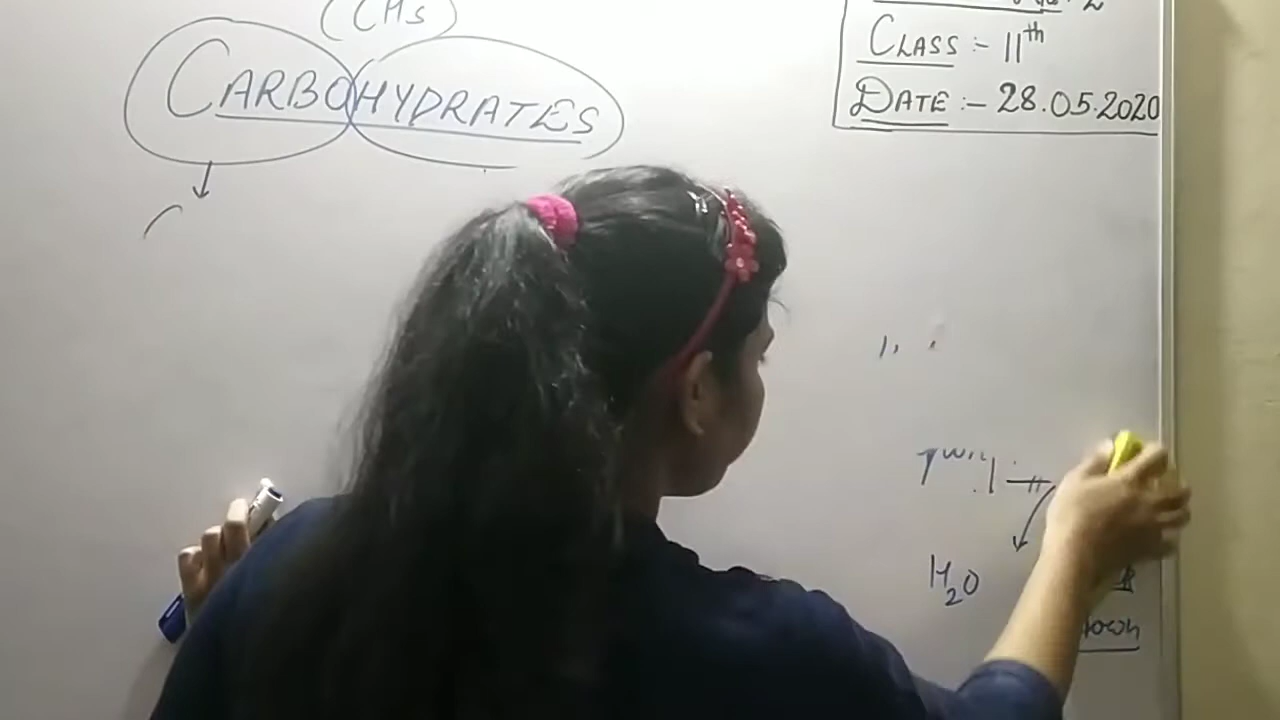 (CHs)
CARBOHYDRATES
CLASS :- 11th
DATE :- 28.05.2020
H2O